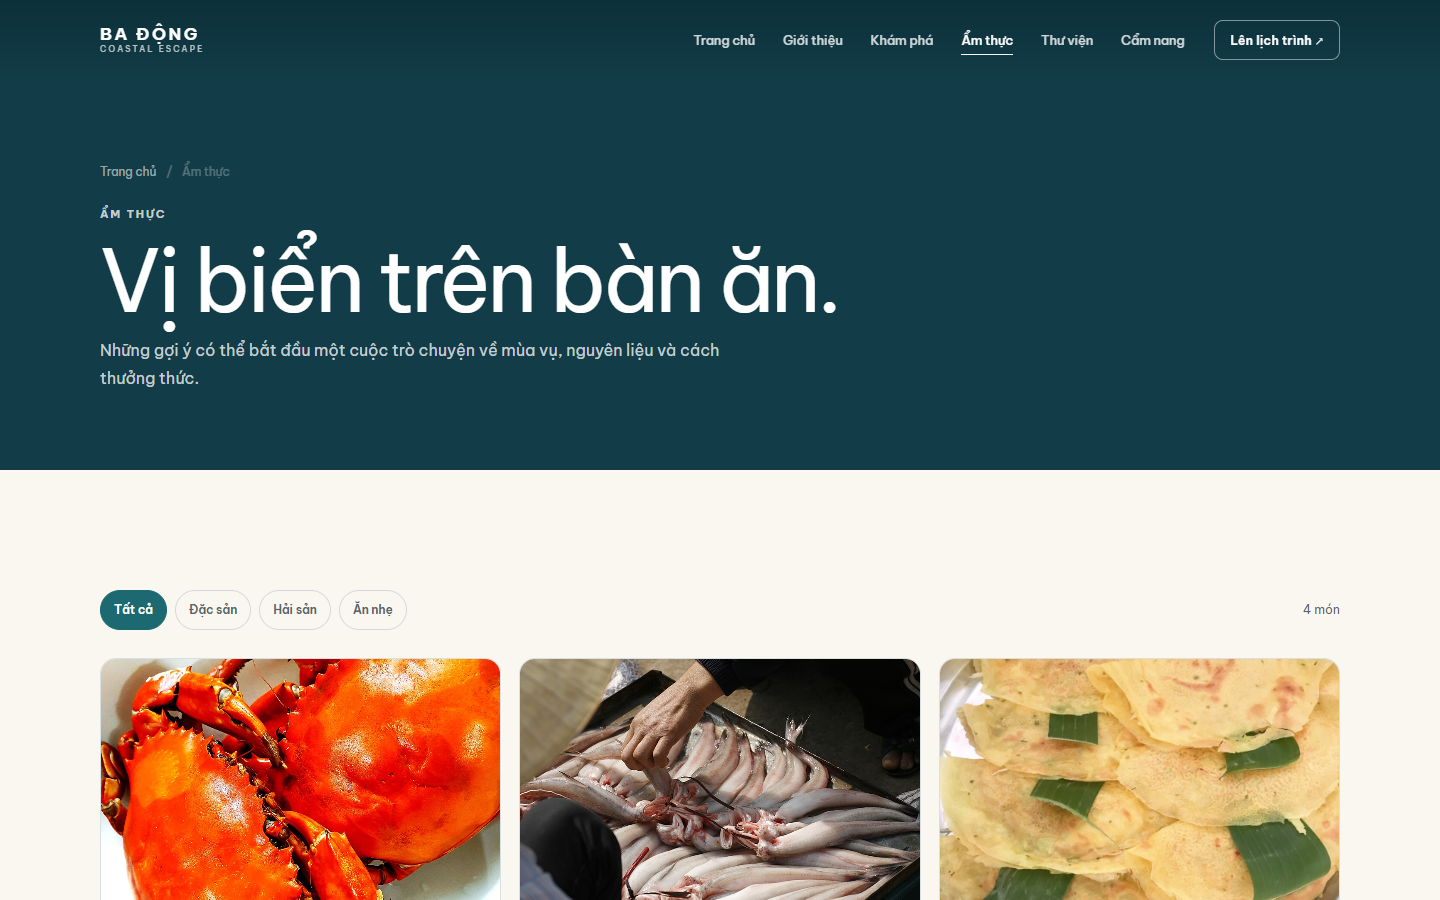 BA ĐỘNG
COASTAL ESCAPE
Trang chủ
Giới thiệu
Khám phá
Ẩm thực
Thư viện
Cẩm nang
Lên lịch trình ↗
Trang chủ / Ẩm thực
ẨM THỰC
Vị biển trên bàn ăn.
Những gợi ý có thể bắt đầu một cuộc trò chuyện về mùa vụ, nguyên liệu và cách
thưởng thức.
Tất cả
Đặc sản
Hải sản
Ăn nhẹ
4 món